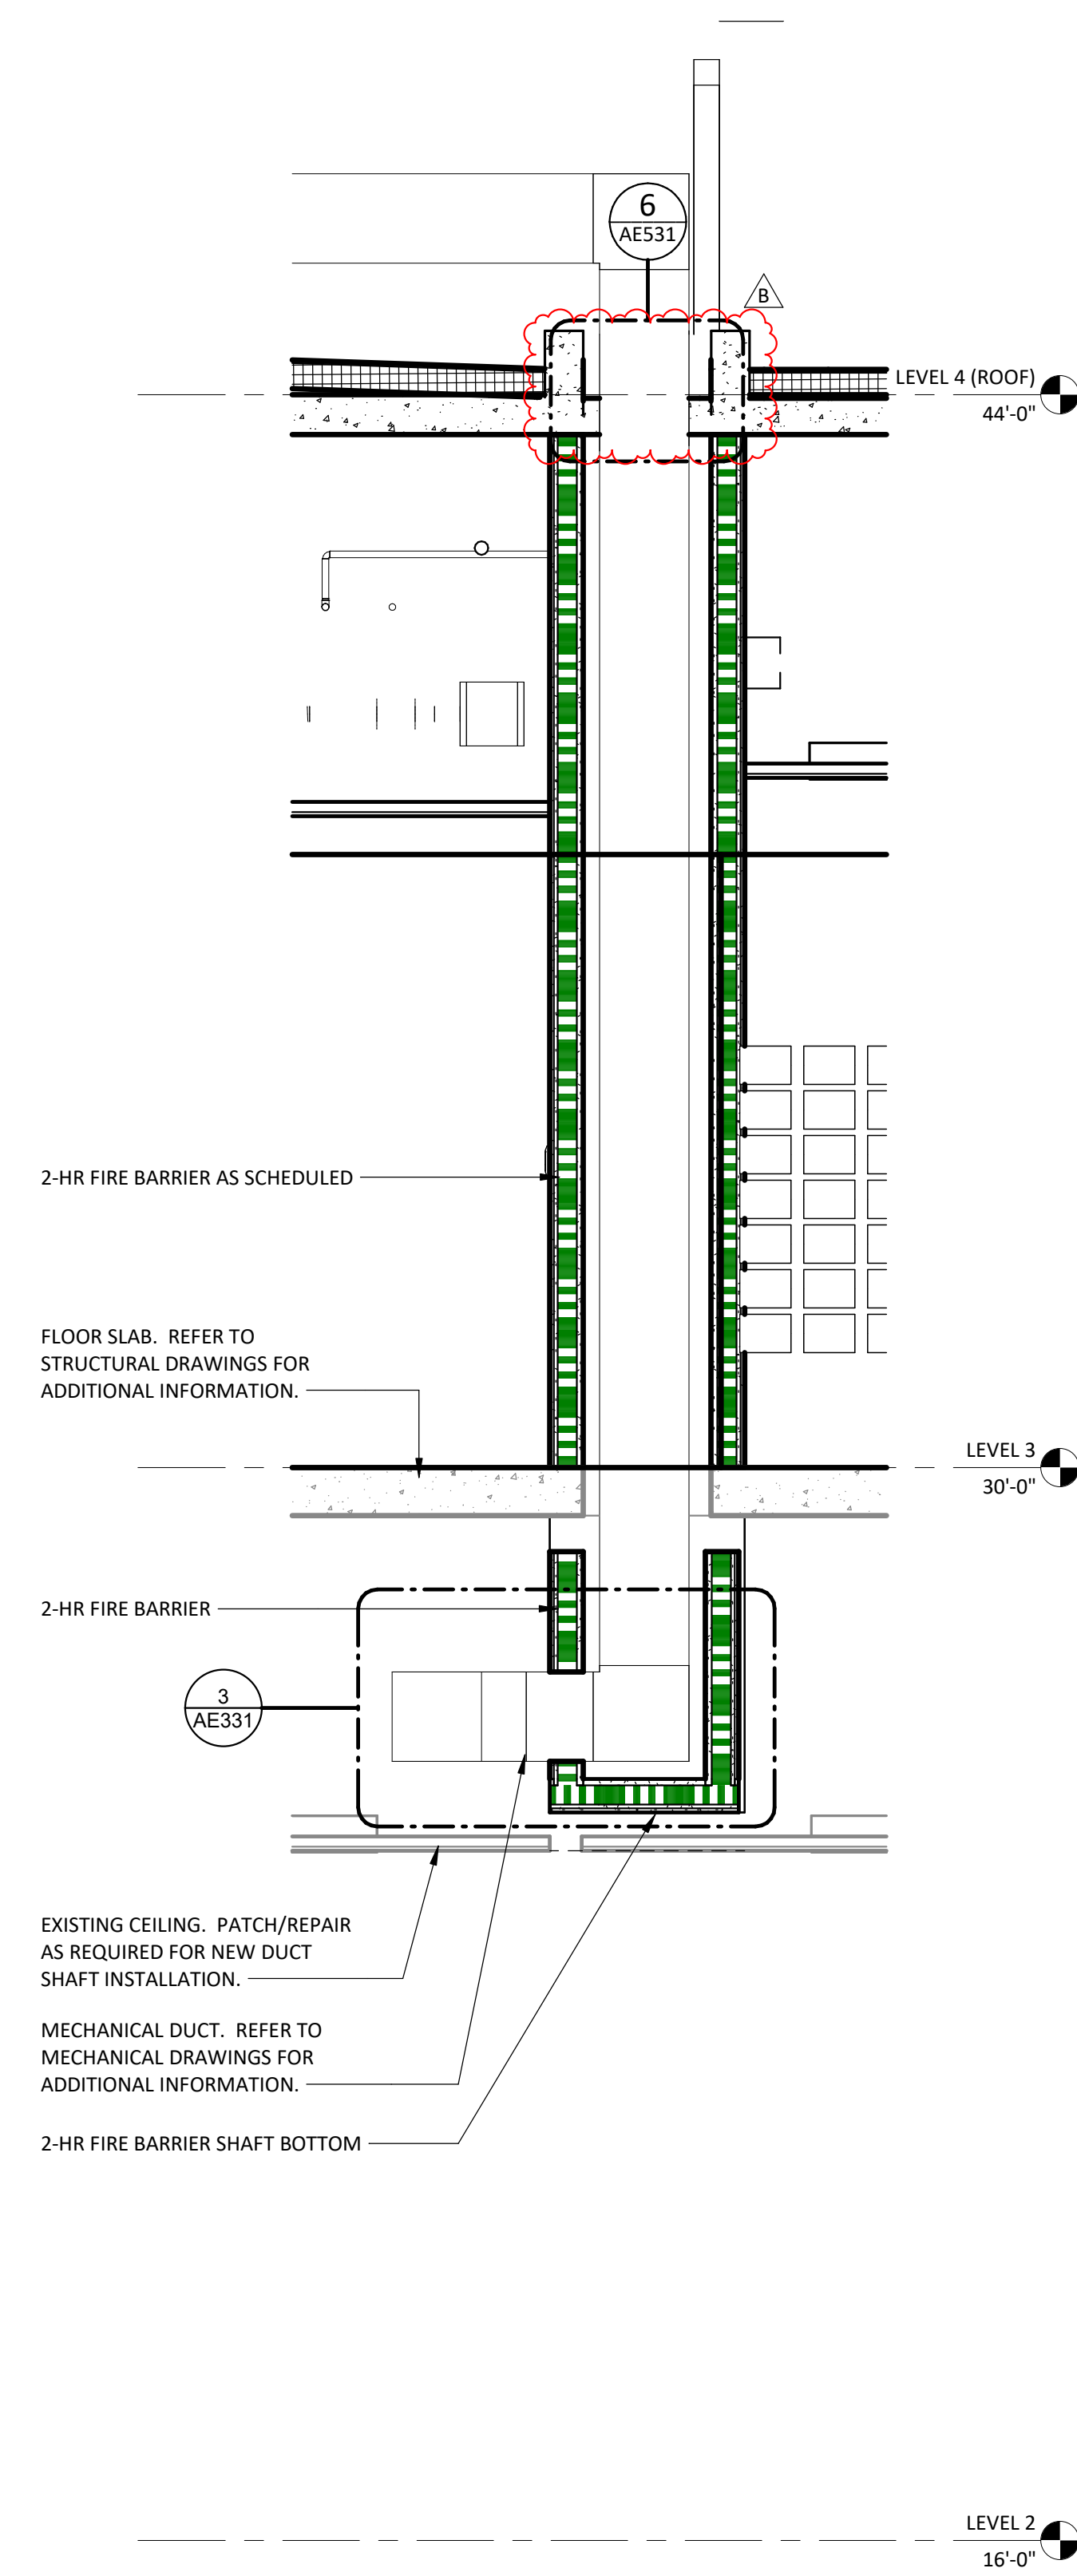 6
AE531
B
LEVEL 4 (ROOF)
44'-0"
2-HR FIRE BARRIER AS SCHEDULED
FLOOR SLAB.  REFER TO
STRUCTURAL DRAWINGS FOR
ADDITIONAL INFORMATION.
LEVEL 3
30'-0"
2-HR FIRE BARRIER
3
AE331
EXISTING CEILING.  PATCH/REPAIR
AS REQUIRED FOR NEW DUCT
SHAFT INSTALLATION.
MECHANICAL DUCT.  REFER TO
MECHANICAL DRAWINGS FOR
ADDITIONAL INFORMATION.
2-HR FIRE BARRIER SHAFT BOTTOM
LEVEL 2
16'-0"